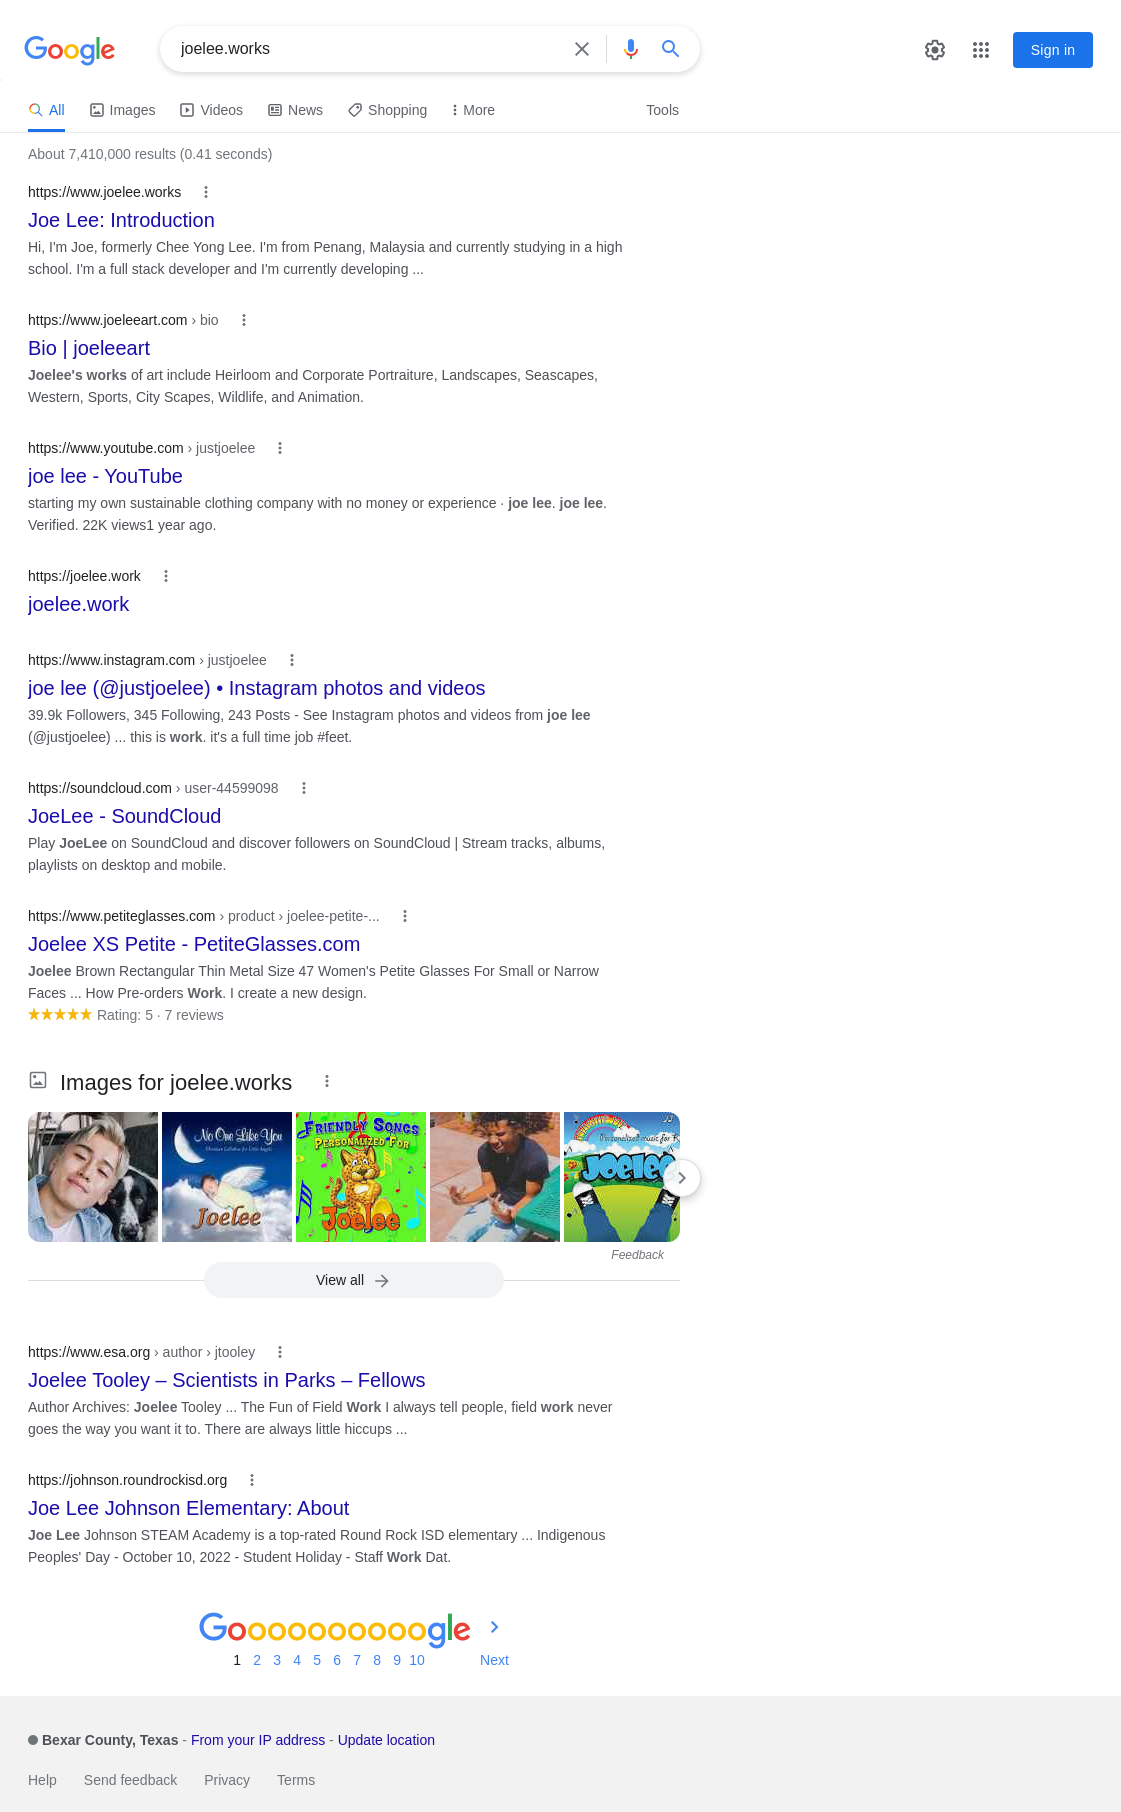 Google
joelee.works
Sign in
All
Images
Videos
News
Shopping
More
Tools
About 7,410,000 results (0.41 seconds)
https://www.joelee.works
Joe Lee: Introduction
Hi, I'm Joe, formerly Chee Yong Lee. I'm from Penang, Malaysia and currently studying in a high
school. I'm a full stack developer and I'm currently developing ...
https://www.joeleeart.com › bio
Bio | joeleeart
Joelee's works of art include Heirloom and Corporate Portraiture, Landscapes, Seascapes,
Western, Sports, City Scapes, Wildlife, and Animation.
https://www.youtube.com › justjoelee
joe lee - YouTube
starting my own sustainable clothing company with no money or experience · joe lee. joe lee.
Verified. 22K views1 year ago.
https://joelee.work
joelee.work
https://www.instagram.com › justjoelee
joe lee (@justjoelee) • Instagram photos and videos
39.9k Followers, 345 Following, 243 Posts - See Instagram photos and videos from joe lee
(@justjoelee) ... this is work. it's a full time job #feet.
https://soundcloud.com › user-44599098
JoeLee - SoundCloud
Play JoeLee on SoundCloud and discover followers on SoundCloud | Stream tracks, albums,
playlists on desktop and mobile.
https://www.petiteglasses.com › product › joelee-petite-...
Joelee XS Petite - PetiteGlasses.com
Joelee Brown Rectangular Thin Metal Size 47 Women's Petite Glasses For Small or Narrow
Faces ... How Pre-orders Work. I create a new design.
Rating: 5 · 7 reviews
Images for joelee.works
No One Like You
Joelee
FRIENDLY SONGS
PERSONALIZED FOR
Joelee
Personalized music for K
Joelee
Feedback
View all
https://www.esa.org › author › jtooley
Joelee Tooley – Scientists in Parks – Fellows
Author Archives: Joelee Tooley ... The Fun of Field Work I always tell people, field work never
goes the way you want it to. There are always little hiccups ...
https://johnson.roundrockisd.org
Joe Lee Johnson Elementary: About
Joe Lee Johnson STEAM Academy is a top-rated Round Rock ISD elementary ... Indigenous
Peoples' Day - October 10, 2022 - Student Holiday - Staff Work Dat.
Goooooooooogle
1 2 3 4 5 6 7 8 9 10 Next
Bexar County, Texas - From your IP address - Update location
Help Send feedback Privacy Terms